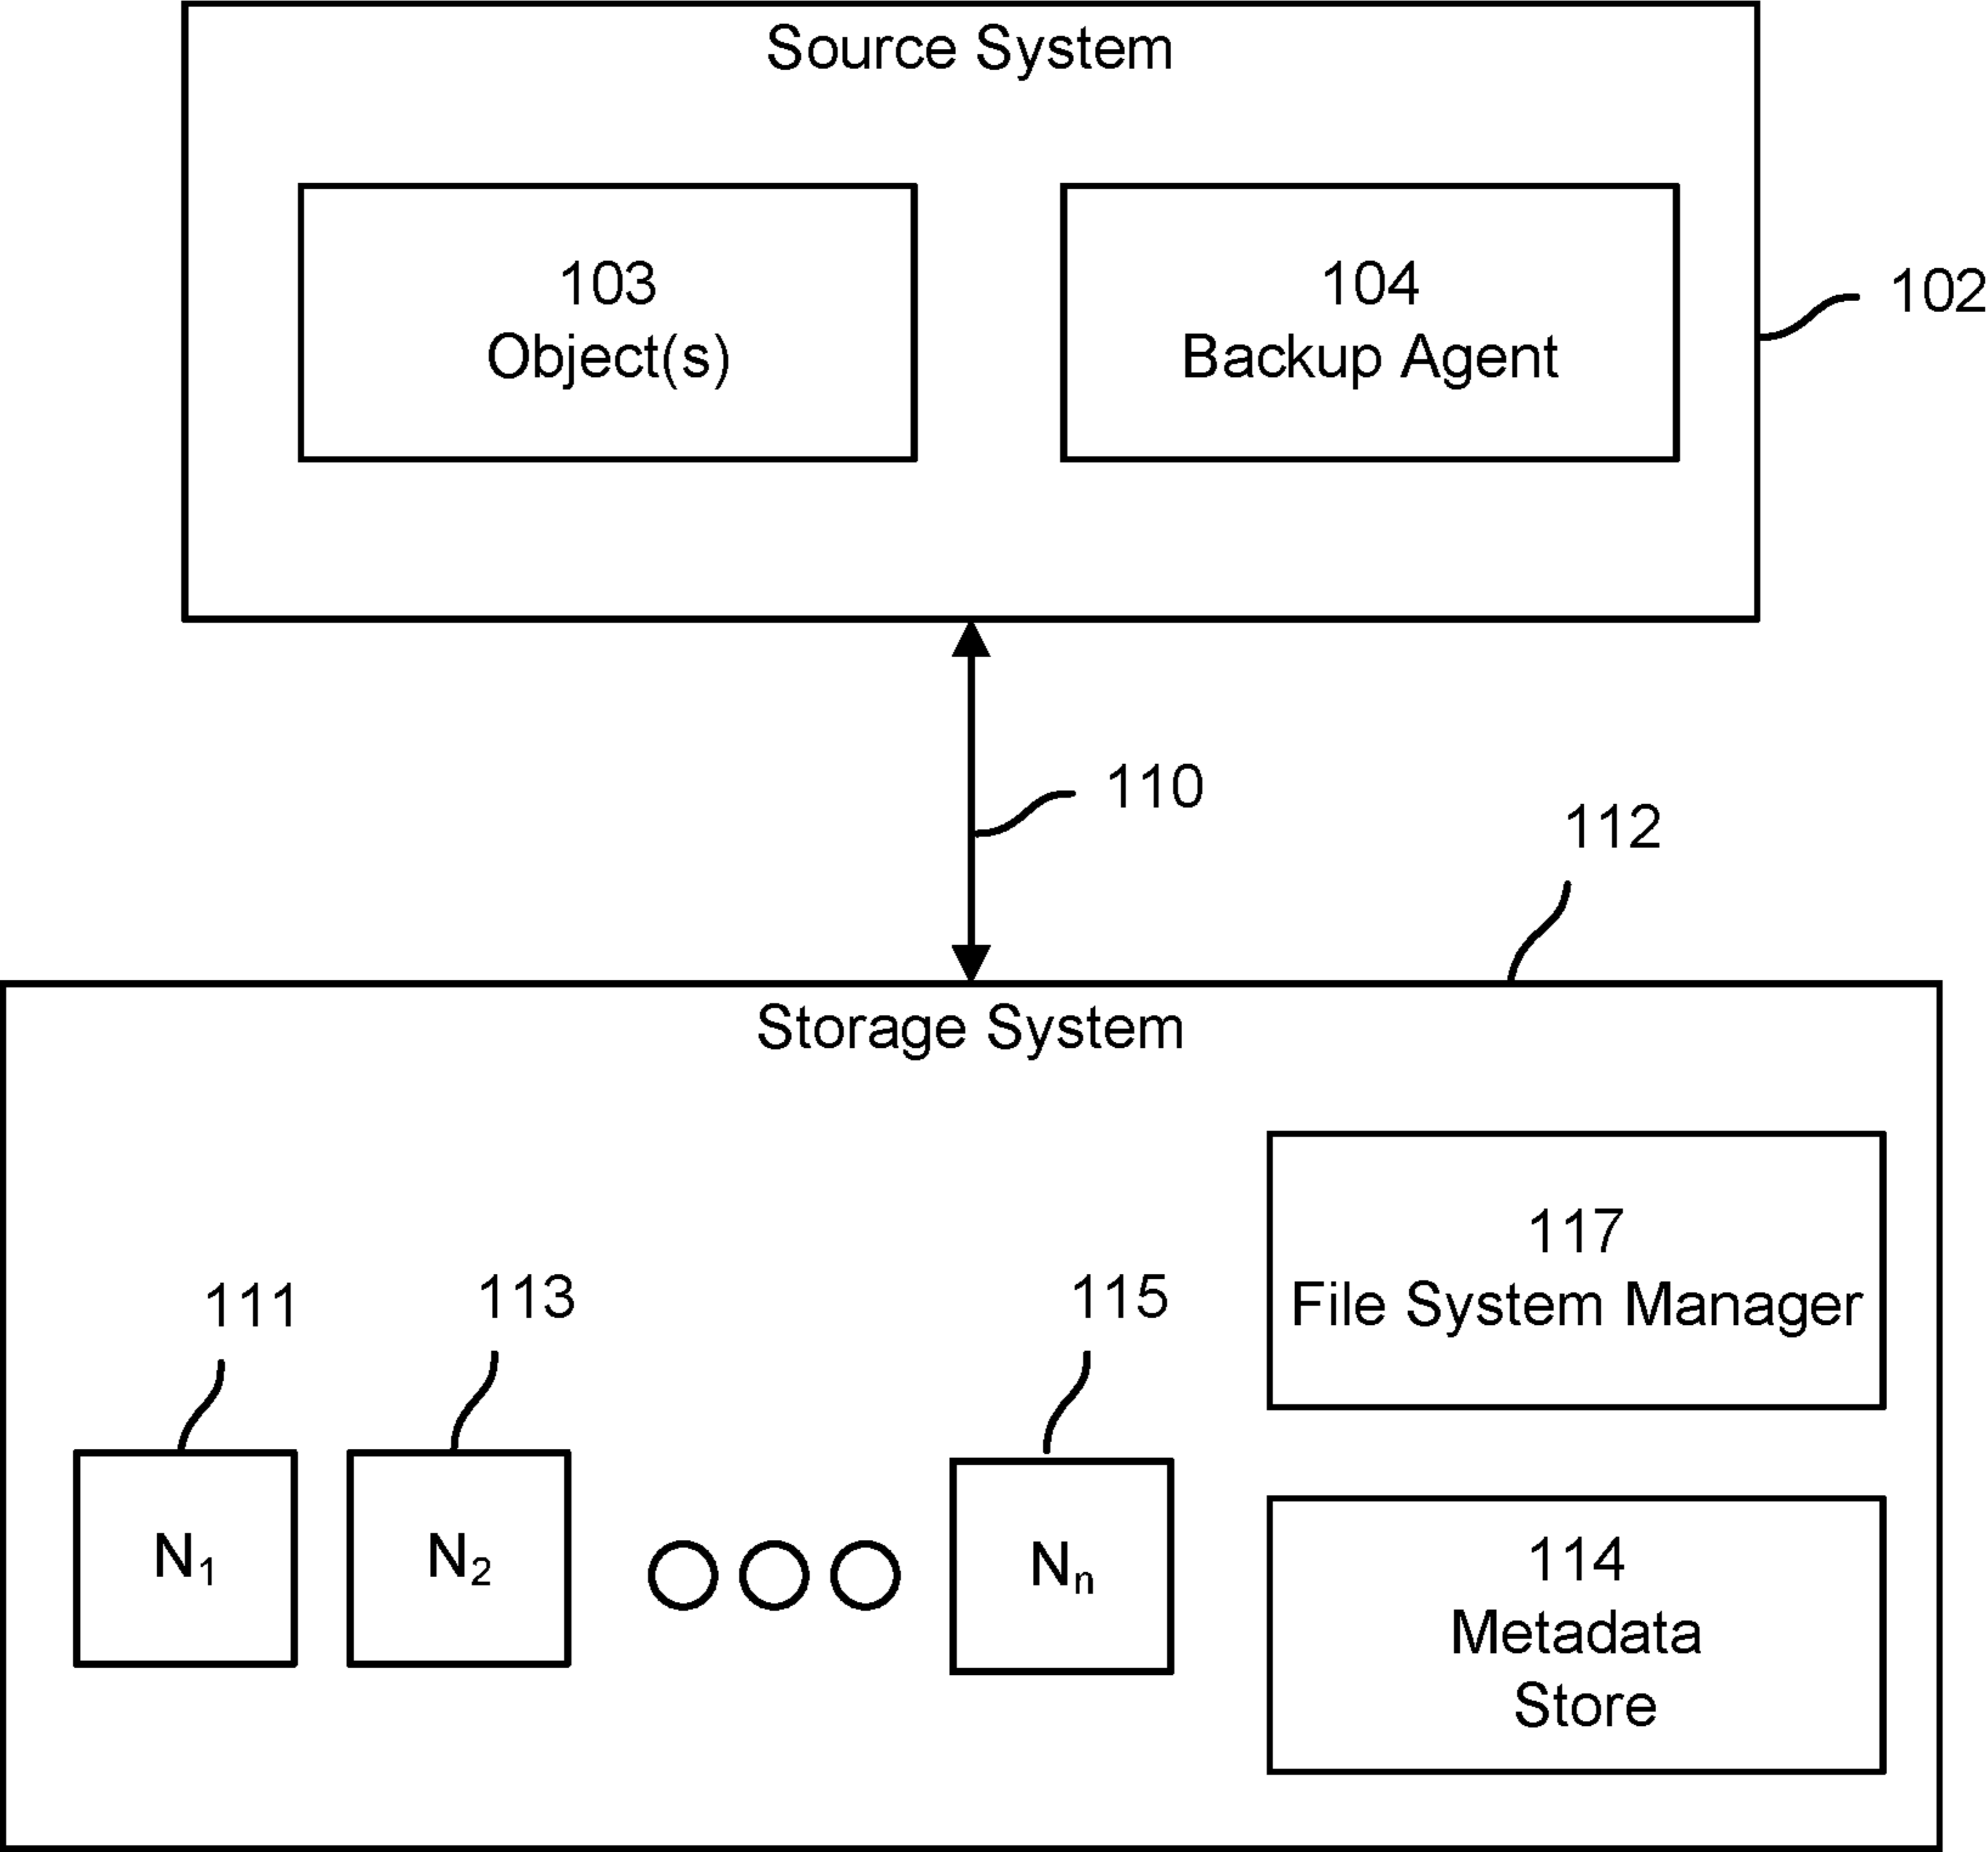 Source System
103
Object(s)
104
Backup Agent
102
110
112
Storage System
117
File System Manager
111
113
115
N1
N2
Nn
114
Metadata
Store